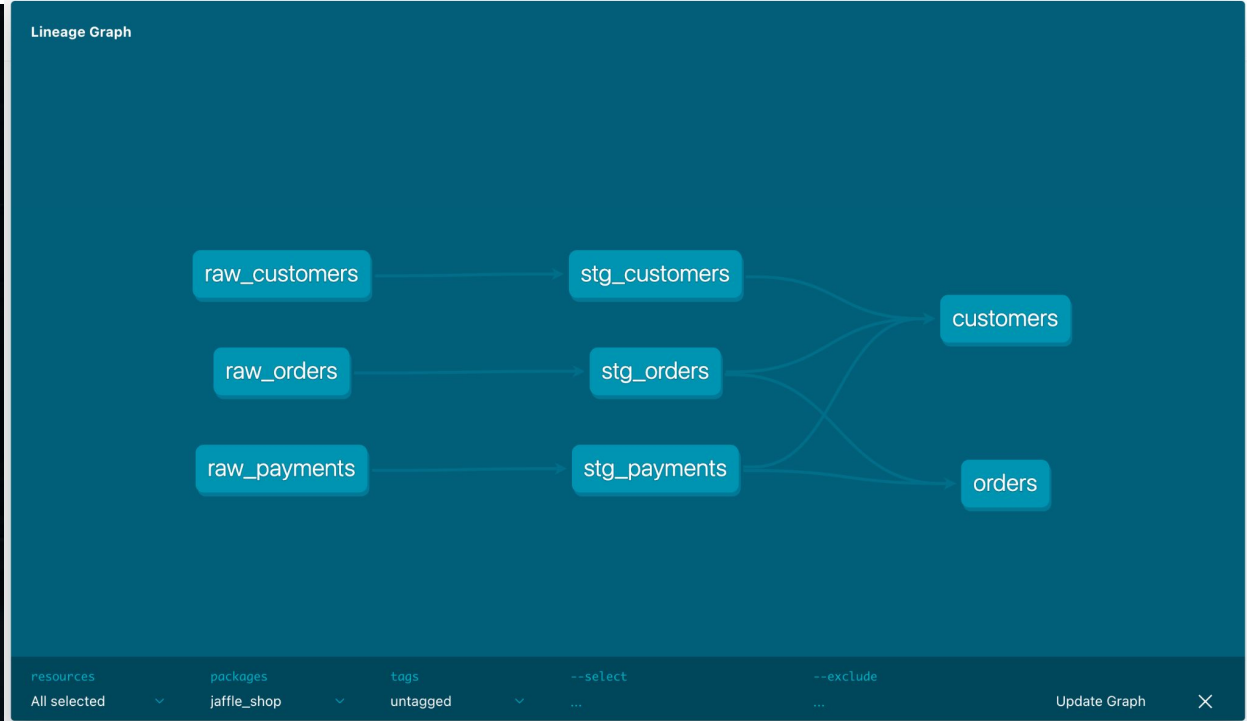 Lineage Graph
raw_customers
stg_customers
customers
raw_orders
stg_orders
raw_payments
stg_payments
orders
resources
packages
tags
--select
--exclude
All selected
jaffle_shop
untagged
...
...
Update Graph